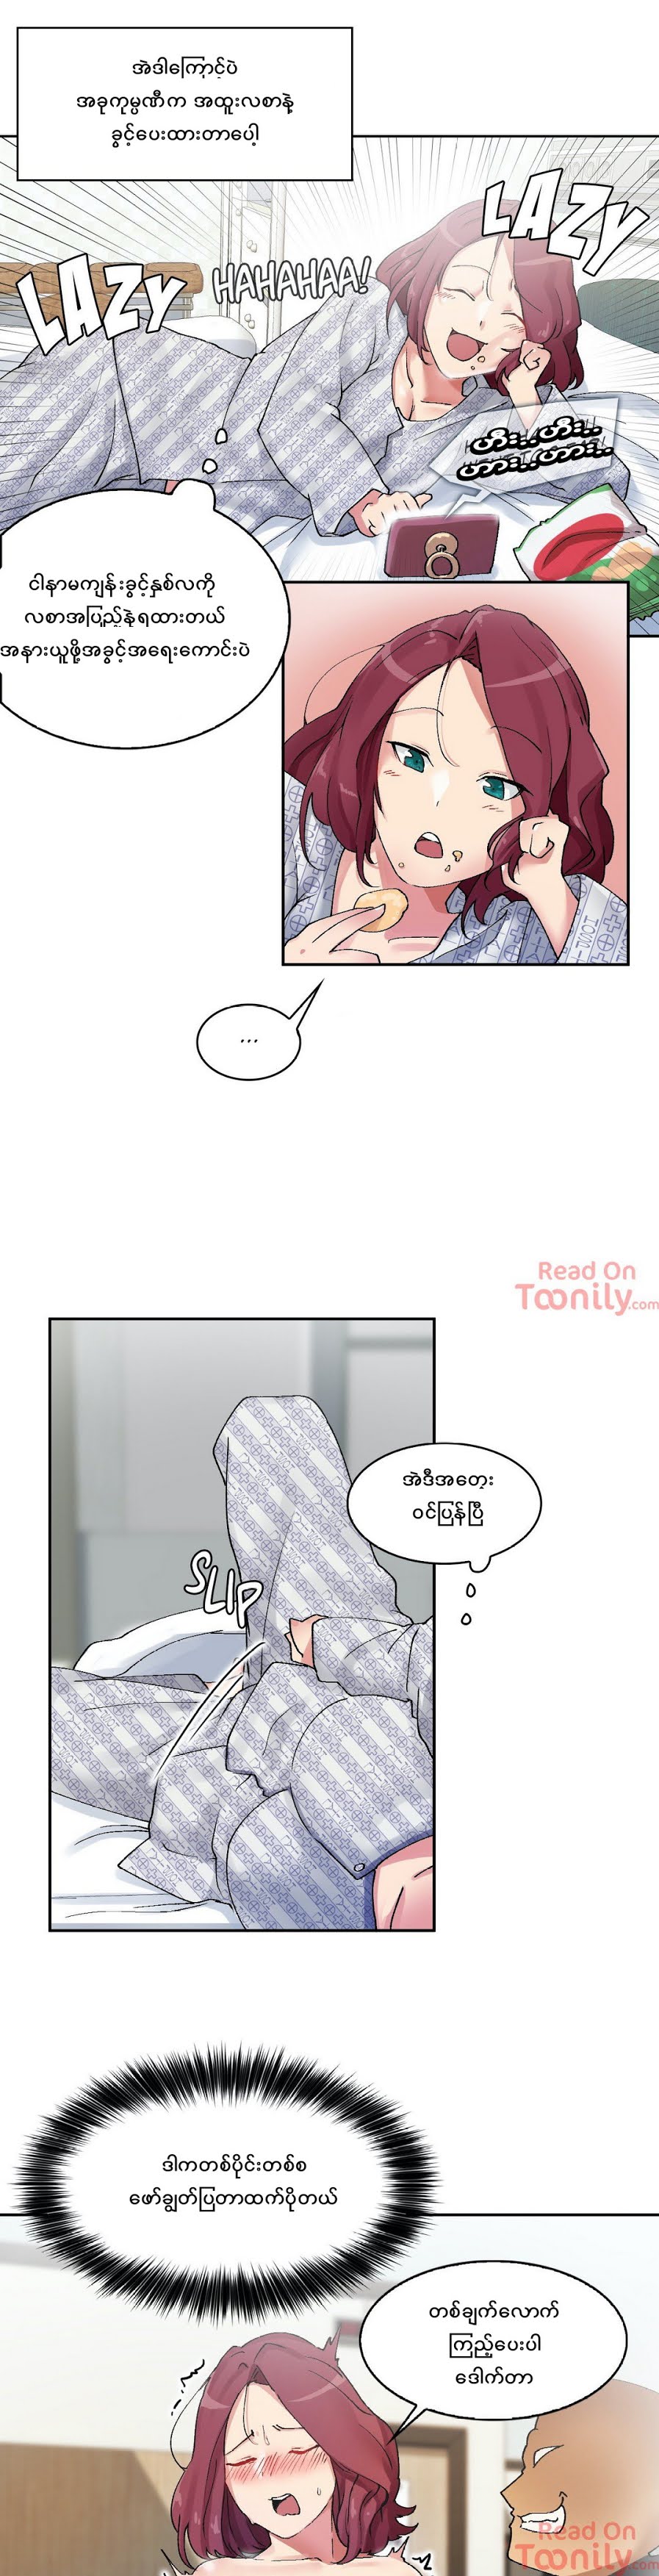 အဲဒါကြောင့်ပဲ
အခုကုမ္ပဏီက အထူးလစာနဲ့
ခွင့်ပေးထားတာပေါ့
LAZY
LAZY
HAHAHAA!
ဟီး..ဟီး..
ဟား..ဟား..
ငါနာမကျန်းခွင့်နှစ်လကို
လစာအပြည့်နဲ့ရထားတယ်
အနားယူဖို့အခွင့်အရေးကောင်းပဲ
...
Read On
Toonily.com
အဲဒီအတွေး
ဝင်ပြန်ပြီ
SLIP
ဒါကတစ်ပိုင်းတစ်စ
ဖော်ချွတ်ပြတာထက်ပိုတယ်
တစ်ချက်လောက်
ကြည့်ပေးပါ
ဒေါက်တာ
Read On
Toonily.com